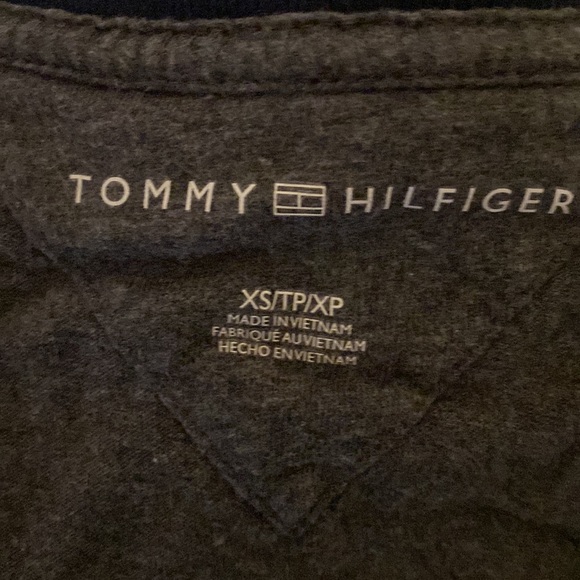 TOMMY HILFIGER
XS/TP/XP
MADE IN VIETNAM
FABRIQUÉ AU VIETNAM
HECHO EN VIETNAM